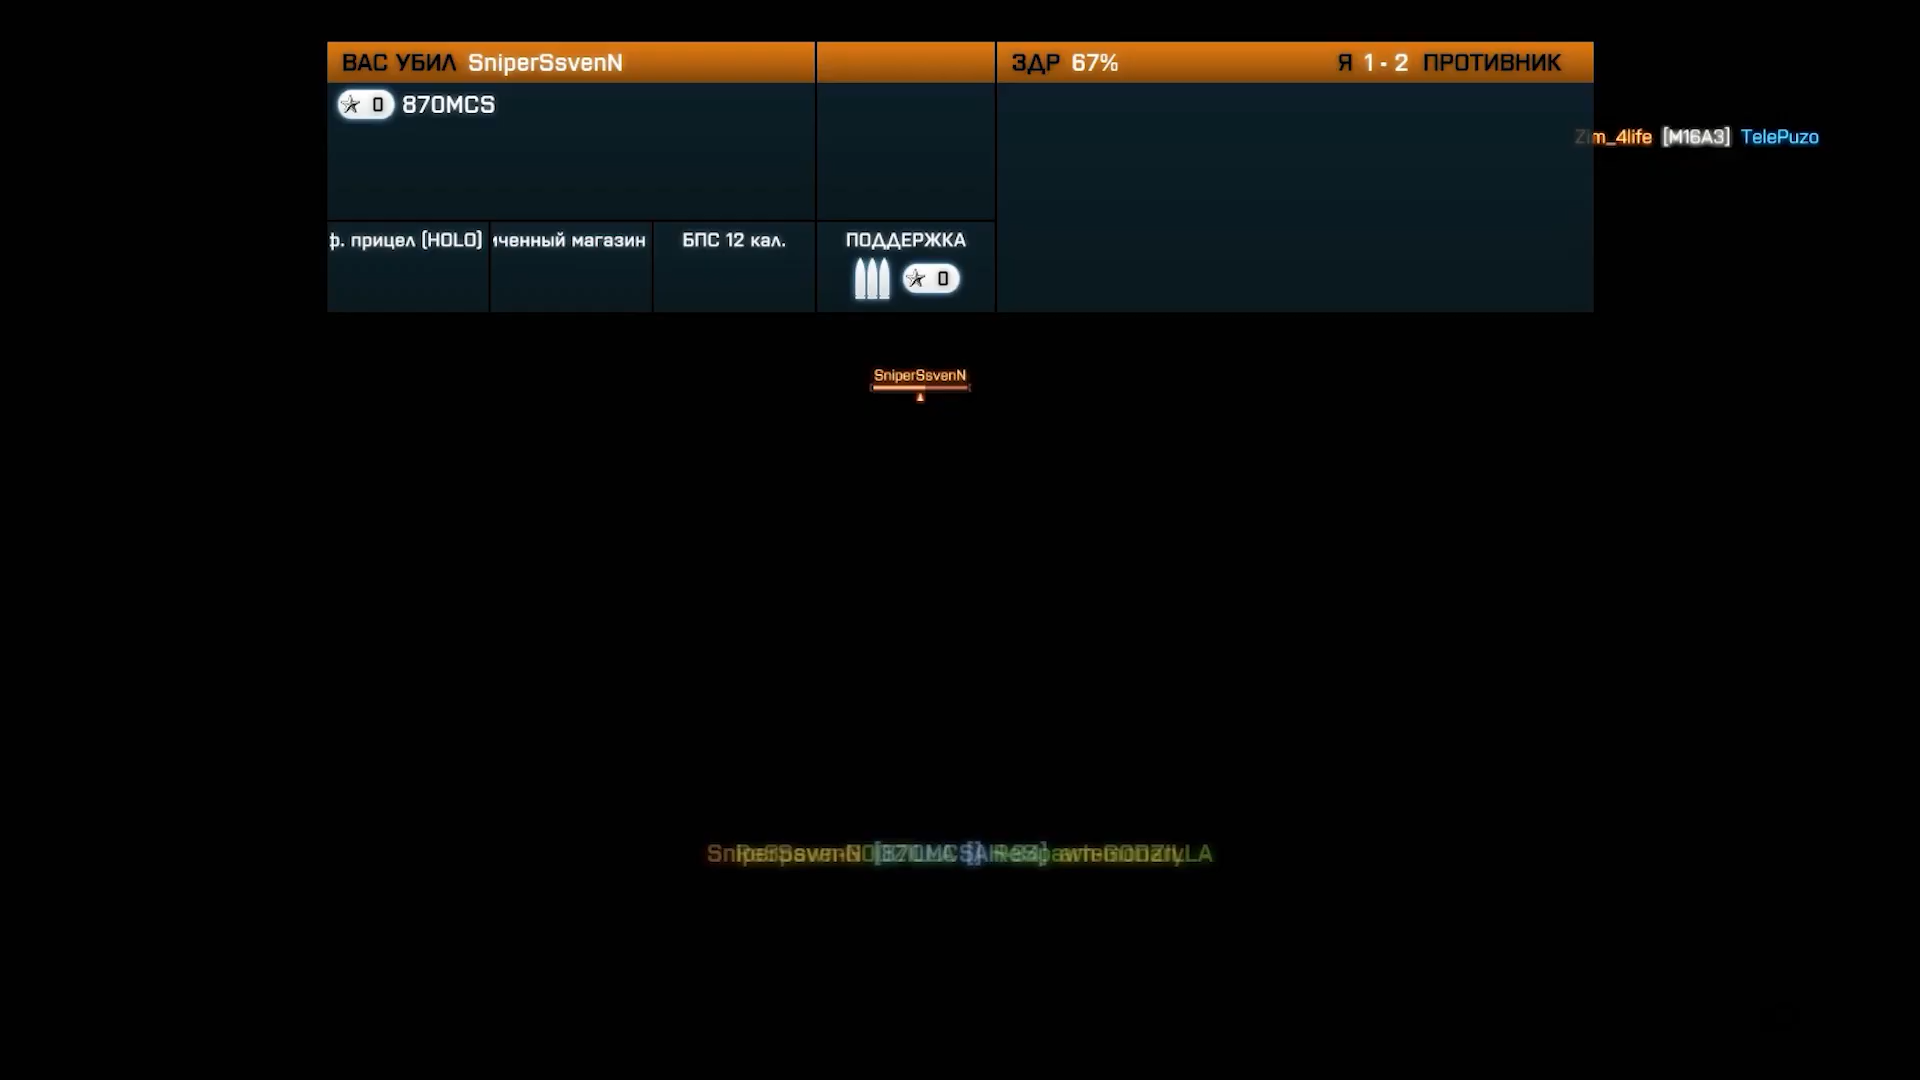 ВАС УБИЛ SniperSsvenN
ЗДР 67% Я 1 - 2 ПРОТИВНИК
0 870MCS
m_4life [M16A3] TelePuzo
ф. прицел (HOLO)
иченный магазин
БПС 12 кал.
ПОДДЕРЖКА
0
SniperSsvenN